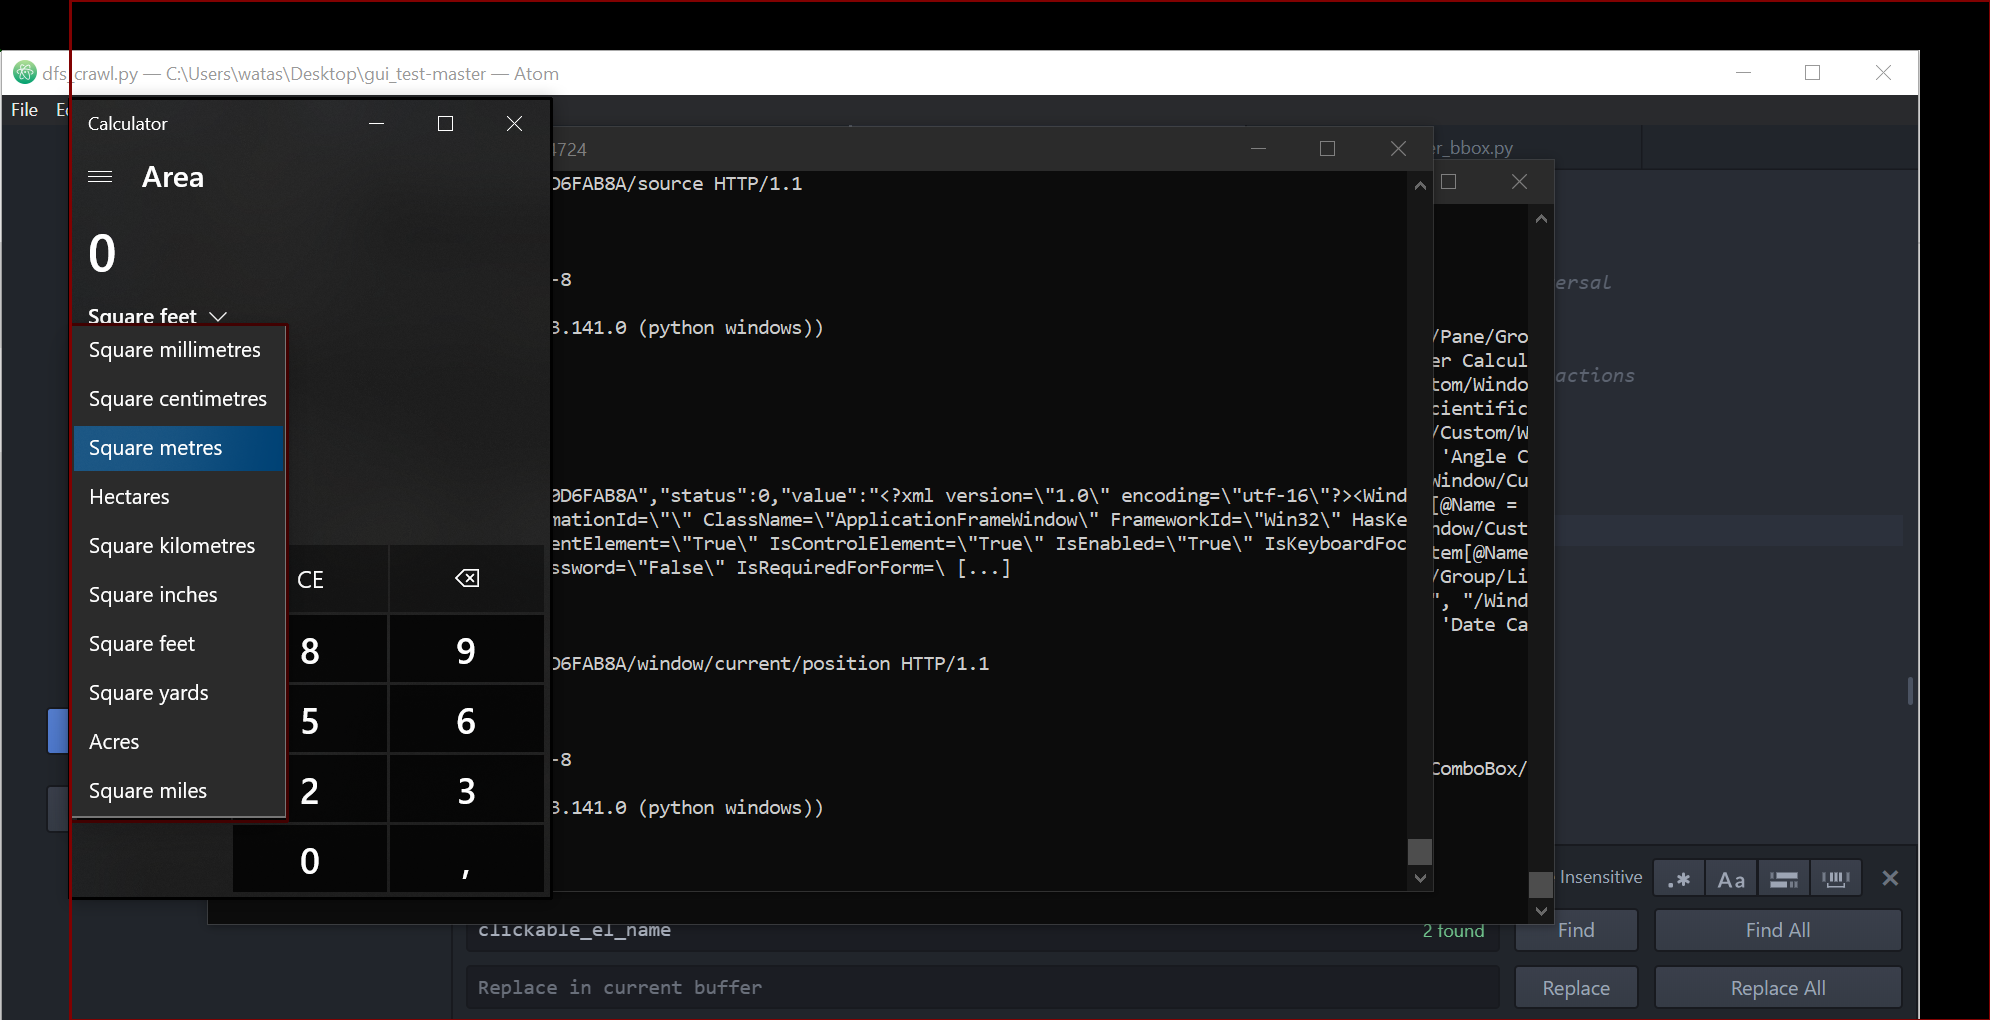 dfs_crawl.py — C:\Users\watas\Desktop\gui_test-master — Atom
File
Calculator
Area
0
Square feet
Square millimetres
Square centimetres
Square metres
Hectares
Square kilometres
Square inches
Square feet
Square yards
Acres
Square miles
CE
8 9
5 6
2 3
0 ,
4724
D6FAB8A/source HTTP/1.1
-8
3.141.0 (python windows))
0D6FAB8A","status":0,"value":"<?xml version=\"1.0\" encoding=\"utf-16\"?><Wind
mationId=\"\" ClassName=\"ApplicationFrameWindow\" FrameworkId=\"Win32\" HasKe
entElement=\"True\" IsControlElement=\"True\" IsEnabled=\"True\" IsKeyboardFoc
ssword=\"False\" IsRequiredForForm=\ [...]
D6FAB8A/window/current/position HTTP/1.1
-8
3.141.0 (python windows))
er_bbox.py
ersal
actions
/Pane/Gro
er Calcul
tom/Windo
cientific
/Custom/W
'Angle C
Window/Cu
[@Name =
ndow/Cust
tem[@Name
/Group/Li
", "/Wind
'Date Ca
ComboBox/
Insensitive
.* Aa
clickable_el_name
2 found
Find
Find All
Replace in current buffer
Replace
Replace All